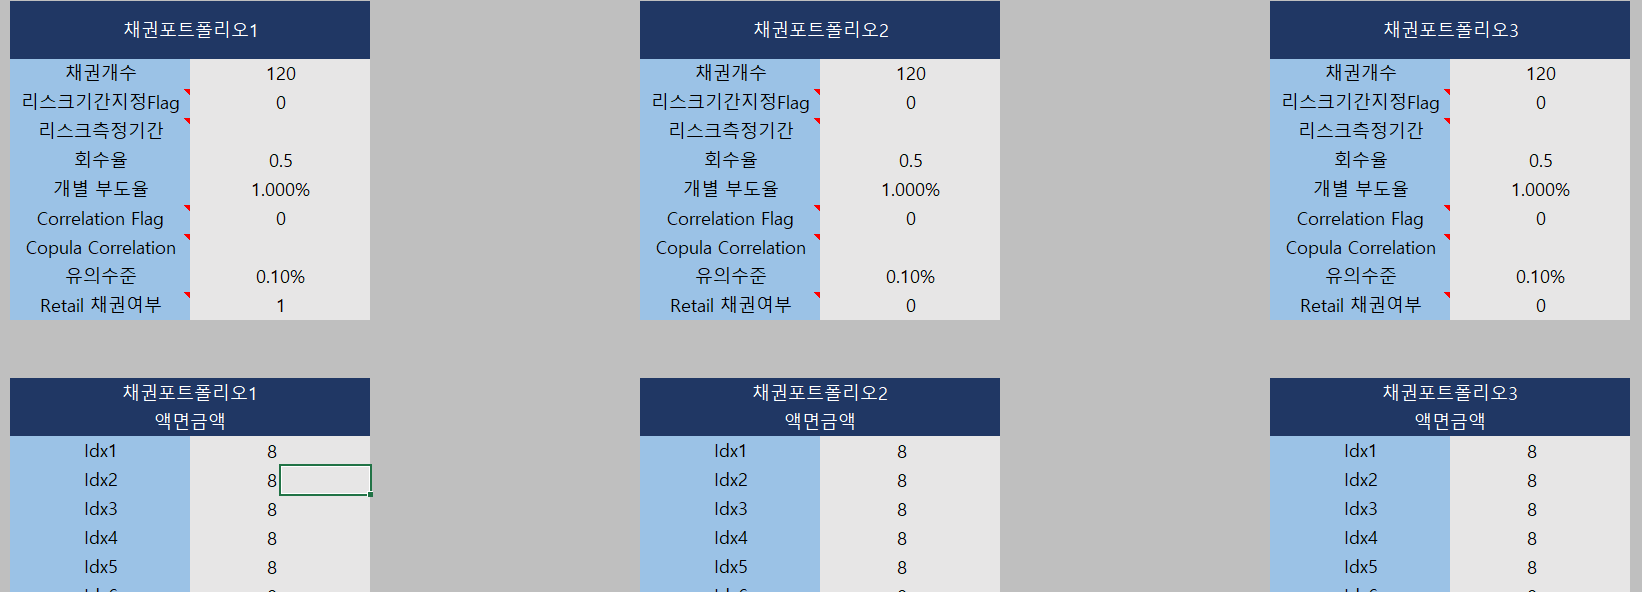 채권포트폴리오1
채권개수 120
리스크기간지정Flag 0
리스크측정기간
회수율 0.5
개별 부도율 1.000%
Correlation Flag 0
Copula Correlation
유의수준 0.10%
Retail 채권여부 1
채권포트폴리오2
채권개수 120
리스크기간지정Flag 0
리스크측정기간
회수율 0.5
개별 부도율 1.000%
Correlation Flag 0
Copula Correlation
유의수준 0.10%
Retail 채권여부 0
채권포트폴리오3
채권개수 120
리스크기간지정Flag 0
리스크측정기간
회수율 0.5
개별 부도율 1.000%
Correlation Flag 0
Copula Correlation
유의수준 0.10%
Retail 채권여부 0
채권포트폴리오1
액면금액
Idx1 8
Idx2 8
Idx3 8
Idx4 8
Idx5 8
채권포트폴리오2
액면금액
Idx1 8
Idx2 8
Idx3 8
Idx4 8
Idx5 8
채권포트폴리오3
액면금액
Idx1 8
Idx2 8
Idx3 8
Idx4 8
Idx5 8